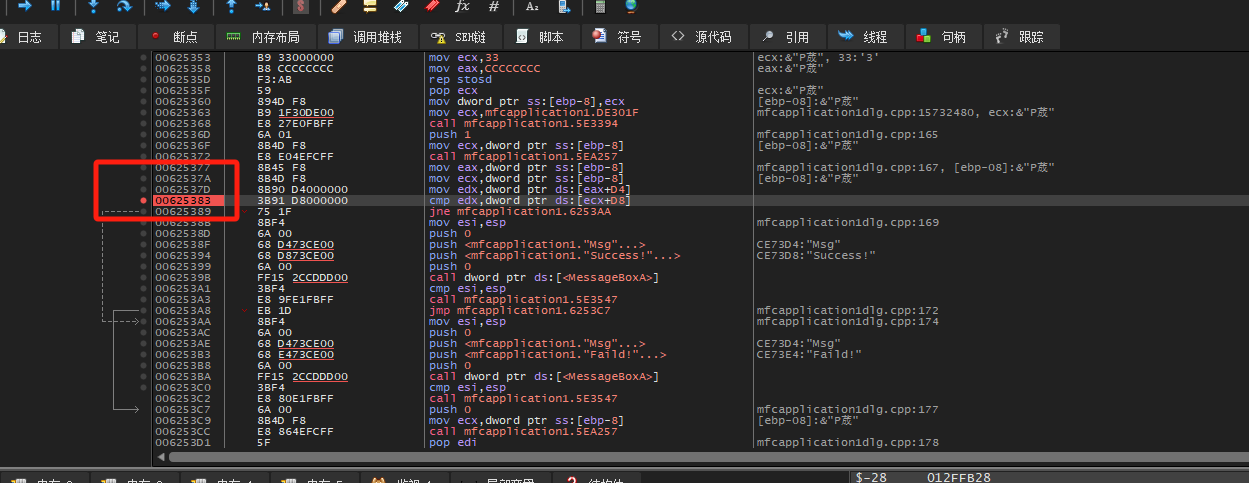 日志 笔记 断点 内存布局 调用堆栈 SEH链 脚本 符号 源代码 引用 线程 句柄 跟踪
00625353 B9 33000000 mov ecx,33 ecx:&"P蒇", 33:'3'
00625358 B8 CCCCCCCC mov eax,CCCCCCCC eax:&"P蒇"
0062535D F3:AB rep stosd
0062535F 59 pop ecx ecx:&"P蒇"
00625360 894D F8 mov dword ptr ss:[ebp-8],ecx [ebp-08]:&"P蒇"
00625363 B9 1F30DE00 mov ecx,mfcapplication1.DE301F mfcapplication1dlg.cpp:15732480, ecx:&"P蒇"
00625368 E8 27E0FBFF call mfcapplication1.5E3394
0062536D 6A 01 push 1 mfcapplication1dlg.cpp:165
0062536F 8B4D F8 mov ecx,dword ptr ss:[ebp-8] [ebp-08]:&"P蒇"
00625372 E8 E04EFCFF call mfcapplication1.5EA257
00625377 8B45 F8 mov eax,dword ptr ss:[ebp-8] mfcapplication1dlg.cpp:167, [ebp-08]:&"P蒇"
0062537A 8B4D F8 mov ecx,dword ptr ss:[ebp-8] [ebp-08]:&"P蒇"
0062537D 8B90 D4000000 mov edx,dword ptr ds:[eax+D4]
00625383 3B91 D8000000 cmp edx,dword ptr ds:[ecx+D8]
00625389 75 1F jne mfcapplication1.6253AA
0062538B 8BF4 mov esi,esp mfcapplication1dlg.cpp:169
0062538D 6A 00 push 0
0062538F 68 D473CE00 push <mfcapplication1."Msg"...> CE73D4:"Msg"
00625394 68 D873CE00 push <mfcapplication1."Success!"...> CE73D8:"Success!"
00625399 6A 00 push 0
0062539B FF15 2CCDDD00 call dword ptr ds:[<MessageBoxA>]
006253A1 3BF4 cmp esi,esp
006253A3 E8 9FE1FBFF call mfcapplication1.5E3547
006253A8 EB 1D jmp mfcapplication1.6253C7 mfcapplication1dlg.cpp:172
006253AA 8BF4 mov esi,esp mfcapplication1dlg.cpp:174
006253AC 6A 00 push 0
006253AE 68 D473CE00 push <mfcapplication1."Msg"...> CE73D4:"Msg"
006253B3 68 E473CE00 push <mfcapplication1."Faild!"...> CE73E4:"Faild!"
006253B8 6A 00 push 0
006253BA FF15 2CCDDD00 call dword ptr ds:[<MessageBoxA>]
006253C0 3BF4 cmp esi,esp
006253C2 E8 80E1FBFF call mfcapplication1.5E3547
006253C7 6A 00 push 0 mfcapplication1dlg.cpp:177
006253C9 8B4D F8 mov ecx,dword ptr ss:[ebp-8] [ebp-08]:&"P蒇"
006253CC E8 864EFCFF call mfcapplication1.5EA257
006253D1 5F pop edi mfcapplication1dlg.cpp:178
$-28 012FFB28